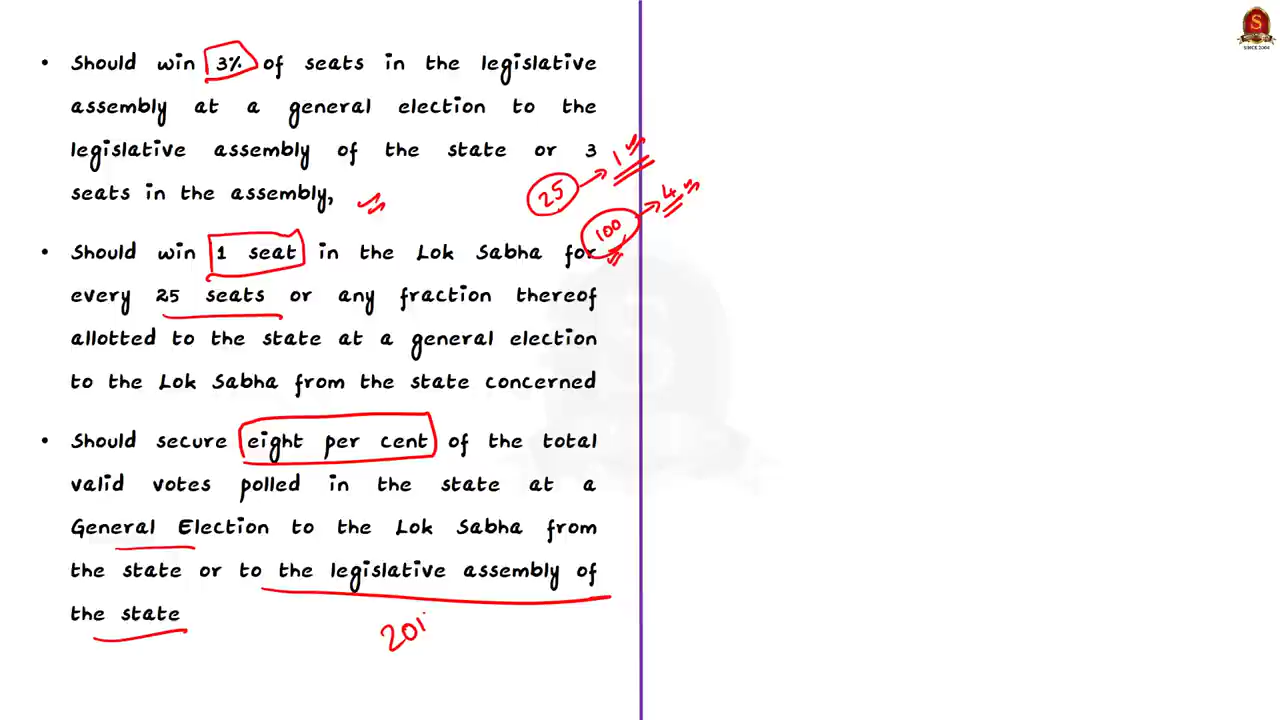 • Should win 3% of seats in the legislative
assembly at a general election to the
legislative assembly of the state or 3
seats in the assembly,
25 → 1
100 → 4
• Should win 1 seat in the Lok Sabha for
every 25 seats or any fraction thereof
allotted to the state at a general election
to the Lok Sabha from the state concerned
• Should secure eight per cent of the total
valid votes polled in the state at a
General Election to the Lok Sabha from
the state or to the legislative assembly of
the state
201
S
SINCE 2004